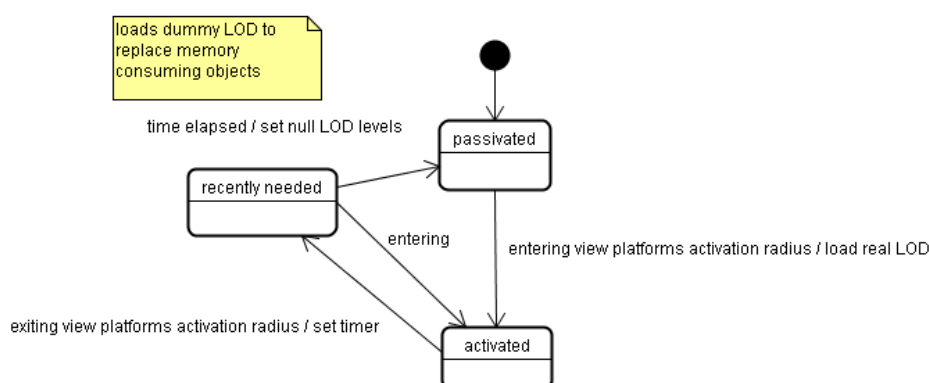 loads dummy LOD to
replace memory
consuming objects
time elapsed / set null LOD levels
passivated
recently needed
entering
entering view platforms activation radius / load real LOD
exiting view platforms activation radius / set timer
activated